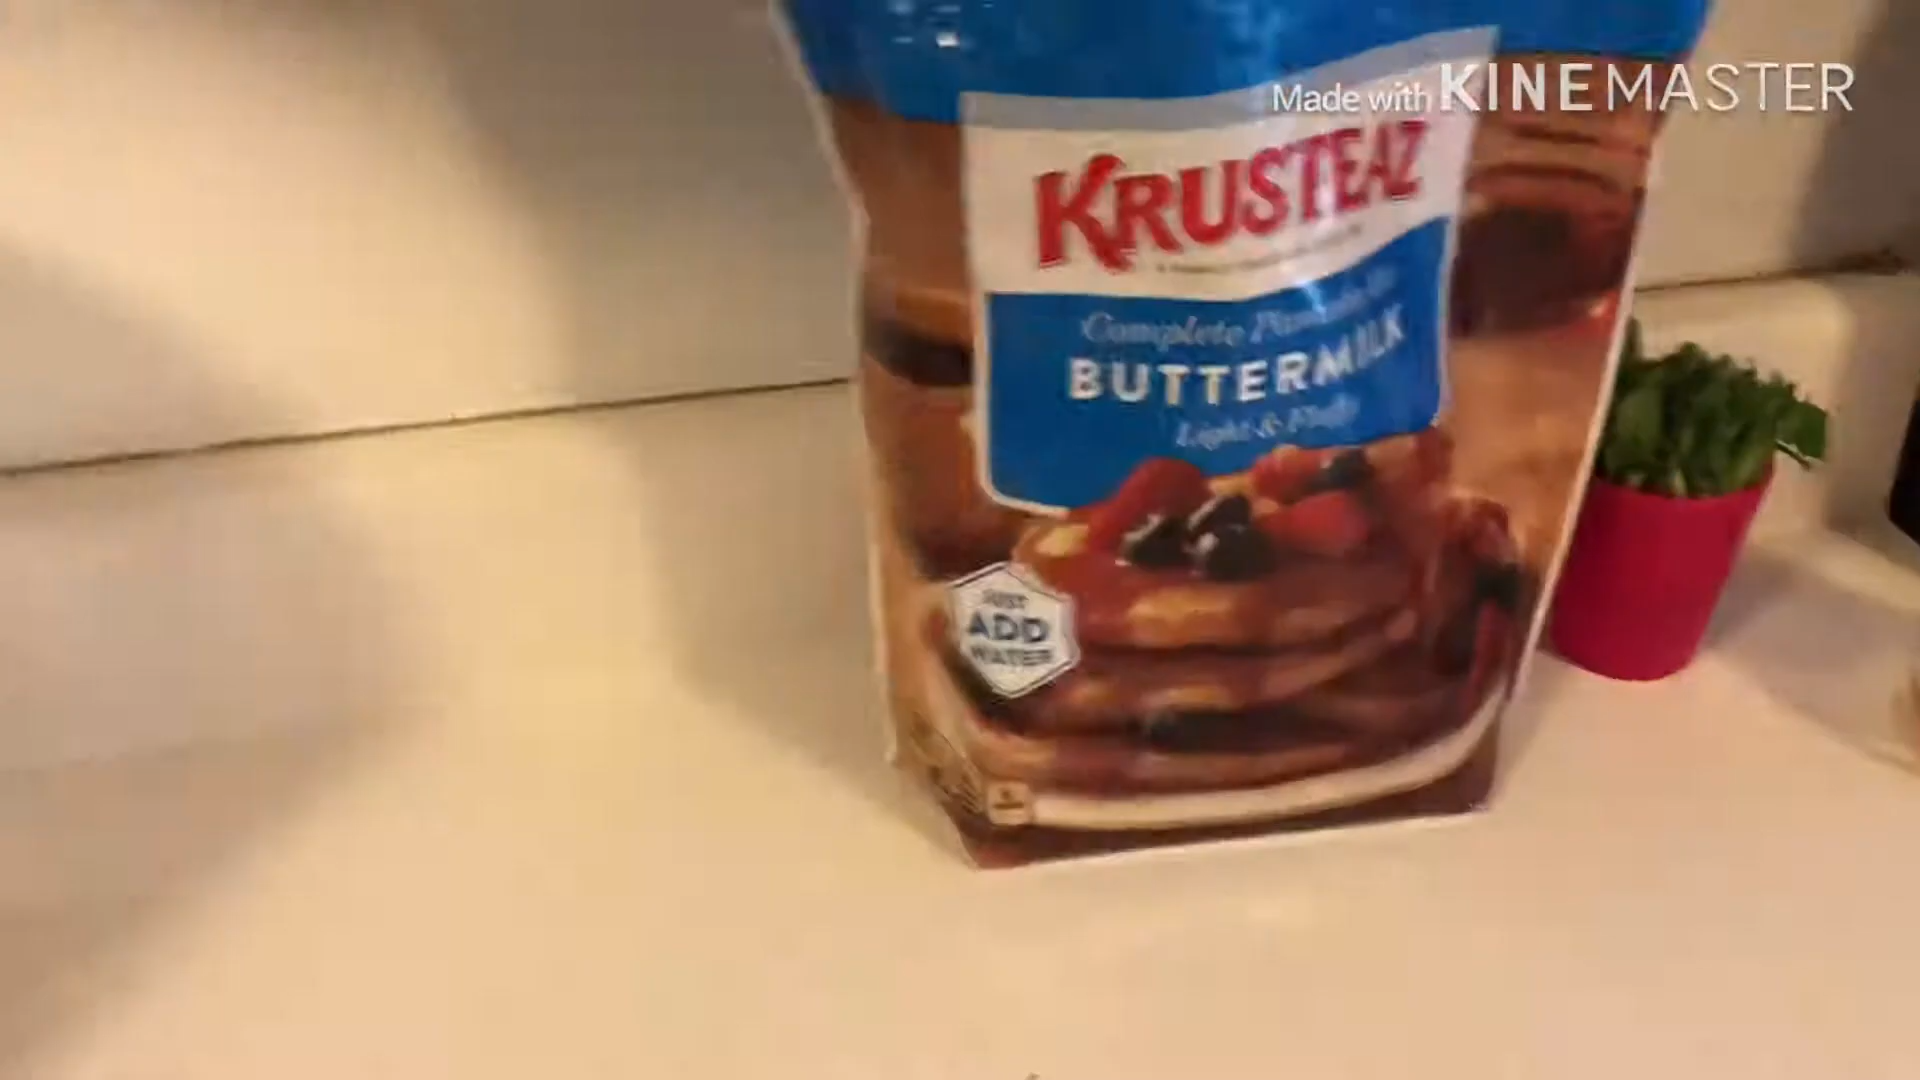 Made with KINEMASTER
KRUSTEAZ
Complete Pancake Mix
BUTTERMILK
Light & Fluffy
JUST
ADD
WATER